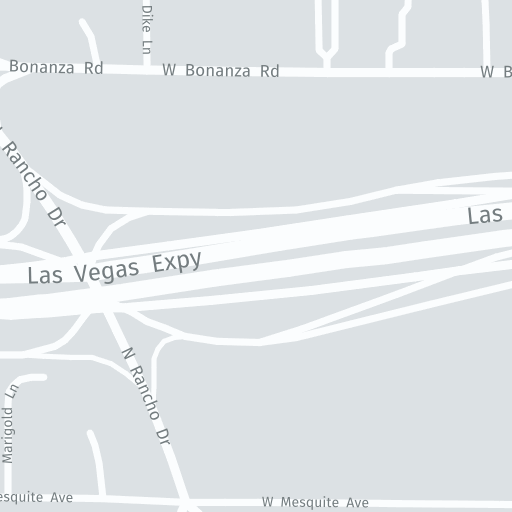 Dike Ln
Bonanza Rd
W Bonanza Rd
W B
Rancho Dr
Las
Las Vegas Expy
N Rancho Dr
Marigold Ln
esquite Ave
W Mesquite Ave